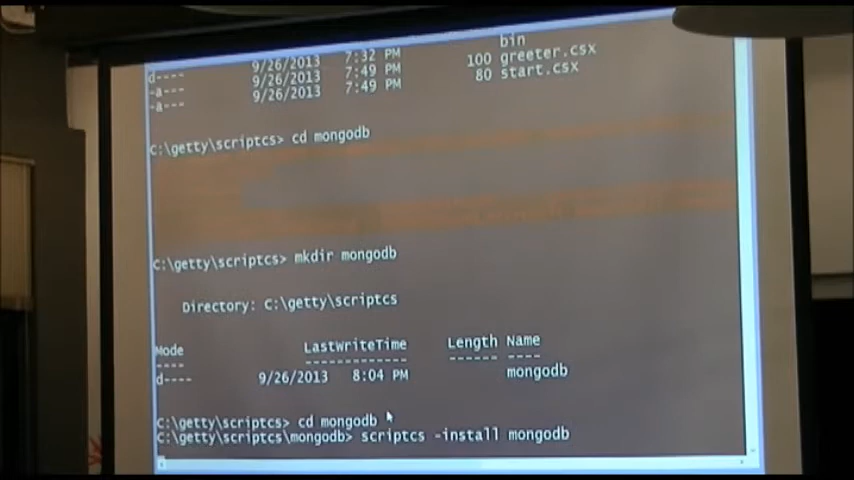 bin
d---- 9/26/2013 7:32 PM
-a--- 9/26/2013 7:49 PM 100 greeter.csx
-a--- 9/26/2013 7:49 PM 80 start.csx
C:\getty\scriptcs> cd mongodb
C:\getty\scriptcs> mkdir mongodb
Directory: C:\getty\scriptcs
Mode LastWriteTime Length Name
---- ------------- ------ ----
d---- 9/26/2013 8:04 PM mongodb
C:\getty\scriptcs> cd mongodb
C:\getty\scriptcs\mongodb> scriptcs -install mongodb